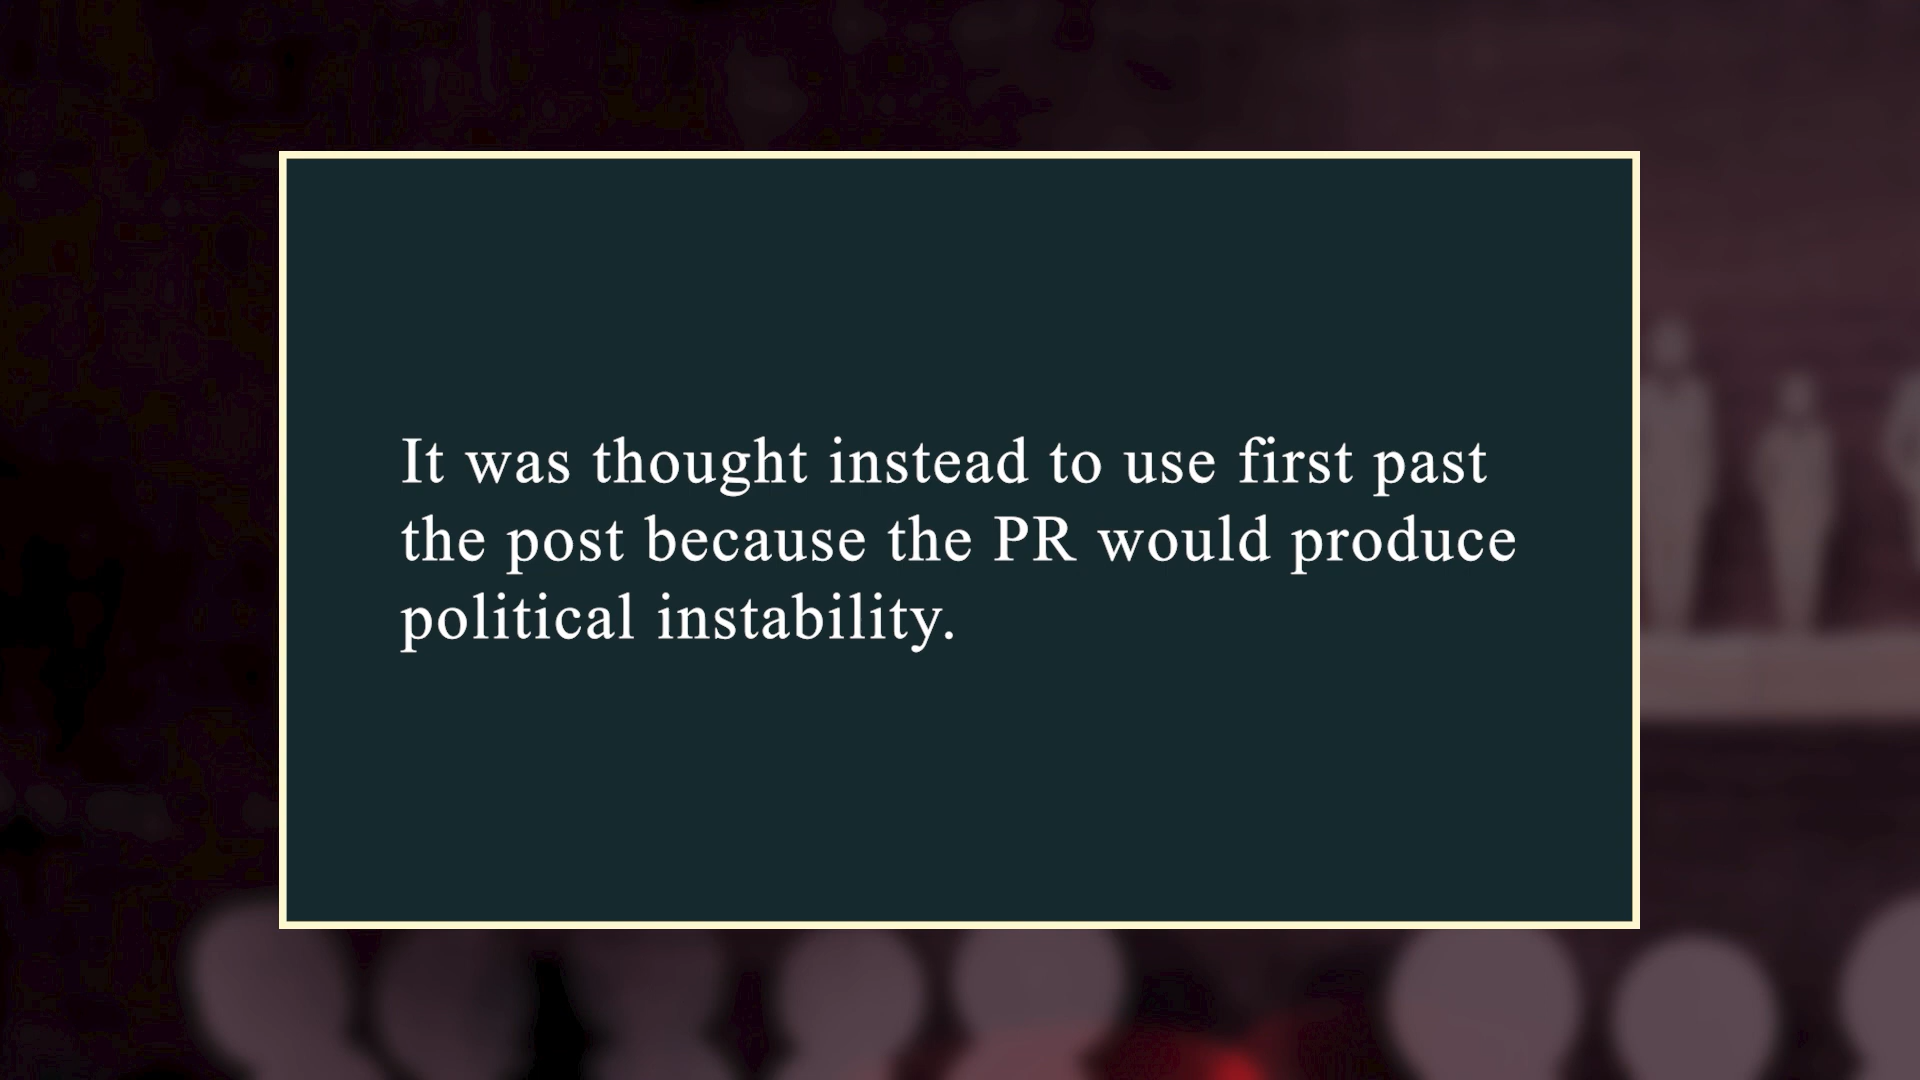 It was thought instead to use first past
the post because the PR would produce
political instability.